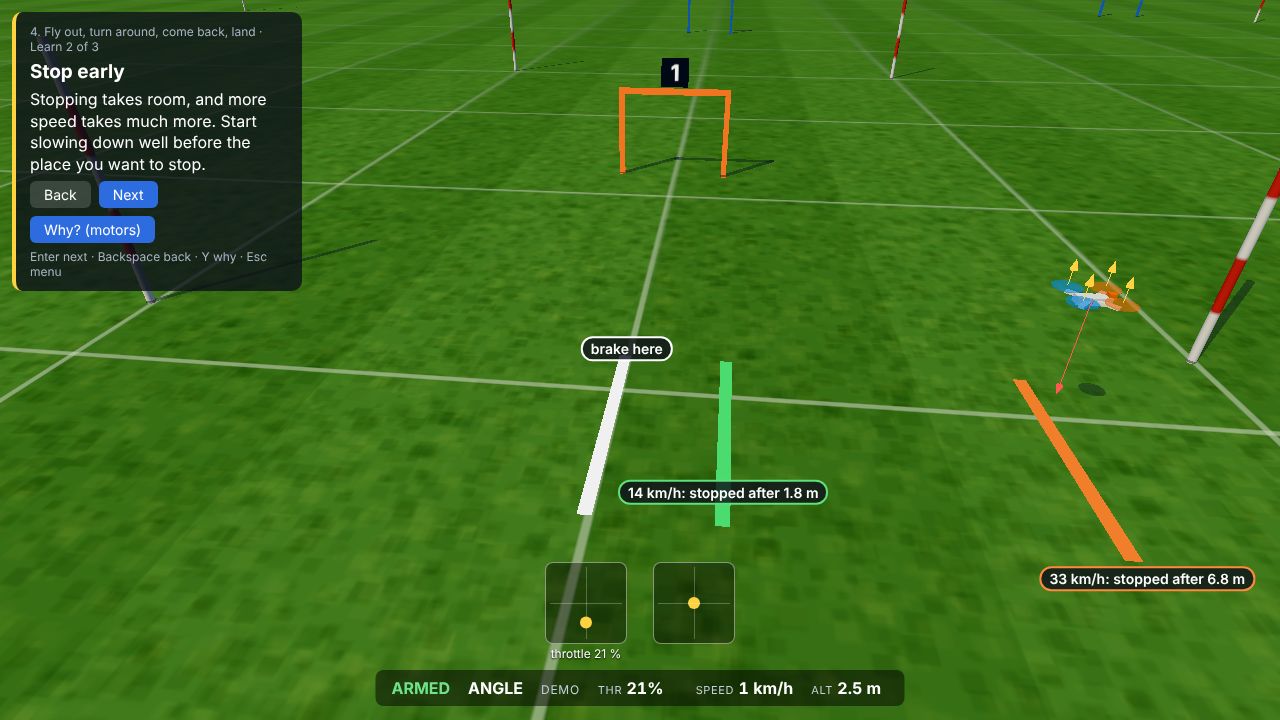 4. Fly out, turn around, come back, land ·
Learn 2 of 3
Stop early
Stopping takes room, and more
speed takes much more. Start
slowing down well before the
place you want to stop.
Back
Next
Why? (motors)
Enter next · Backspace back · Y why · Esc
menu
1
brake here
14 km/h: stopped after 1.8 m
33 km/h: stopped after 6.8 m
throttle 21 %
ARMED ANGLE DEMO THR 21% SPEED 1 km/h ALT 2.5 m